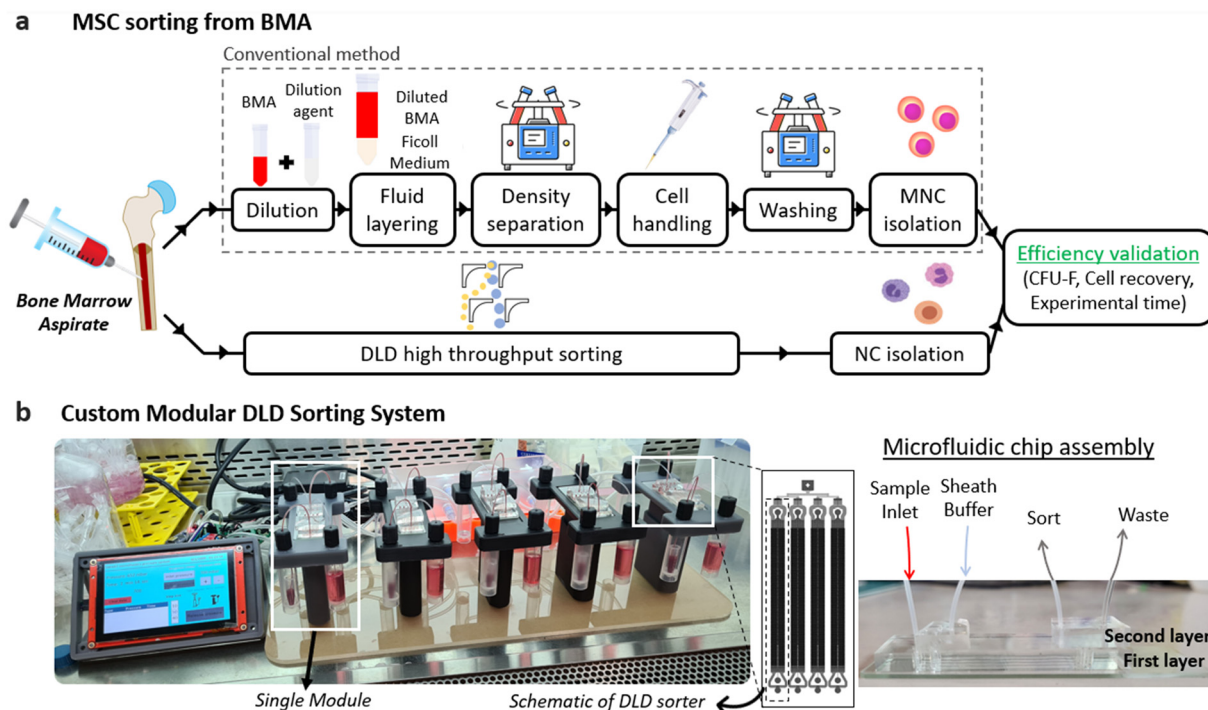 a MSC sorting from BMA
Conventional method
BMA
Dilution
agent
Diluted
BMA
Ficoll
Medium
Dilution
Fluid
layering
Density
separation
Cell
handling
Washing
MNC
isolation
Bone Marrow
Aspirate
Efficiency validation
(CFU-F, Cell recovery,
Experimental time)
DLD high throughput sorting
NC isolation
b Custom Modular DLD Sorting System
Microfluidic chip assembly
Sample
Inlet
Sheath
Buffer
Sort
Waste
Second layer
First layer
Single Module
Schematic of DLD sorter